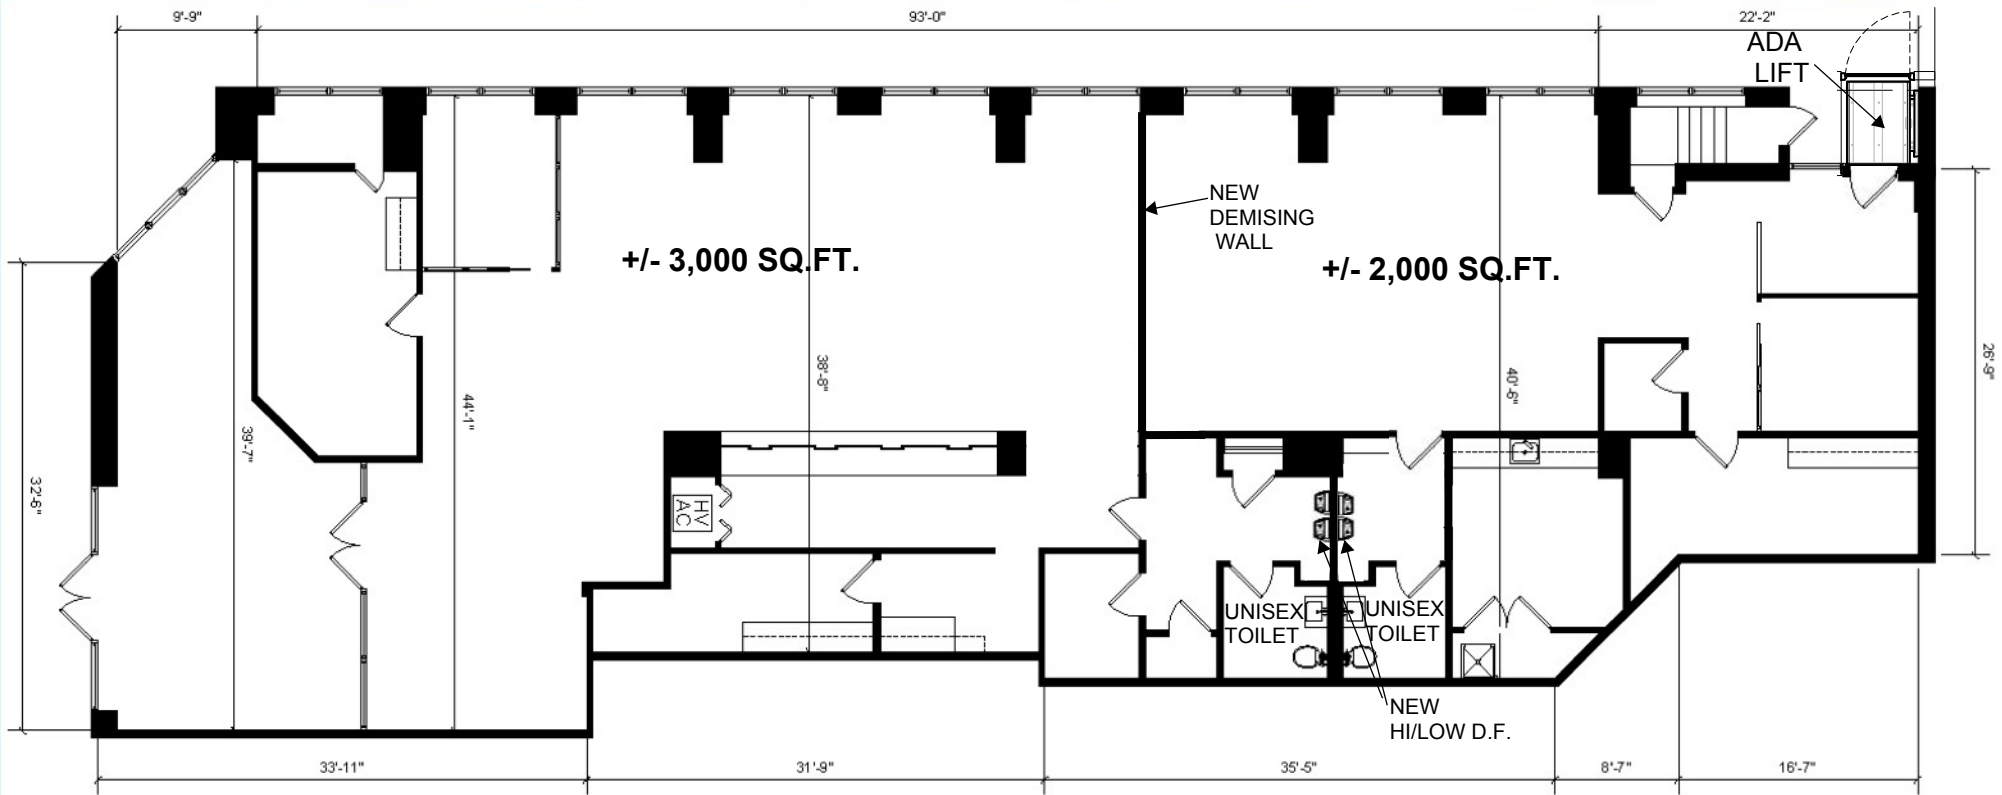 9'-9"
93'-0"
22'-2"
ADA
LIFT
NEW
DEMISING
WALL
+/- 3,000 SQ.FT.
+/- 2,000 SQ.FT.
38'-8"
40'-6"
26'-9"
44'-1"
39'-7"
32'-6"
HV
AC
UNISEX
TOILET
UNISEX
TOILET
NEW
HI/LOW D.F.
33'-11"
31'-9"
35'-5"
8'-7"
16'-7"